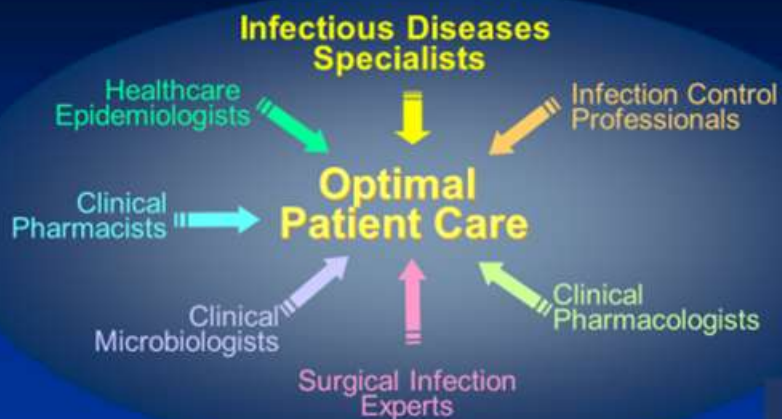 Infectious Diseases
Specialists
Healthcare
Epidemiologists
Infection Control
Professionals
Optimal
Patient Care
Clinical
Pharmacists
Clinical
Microbiologists
Clinical
Pharmacologists
Surgical Infection
Experts